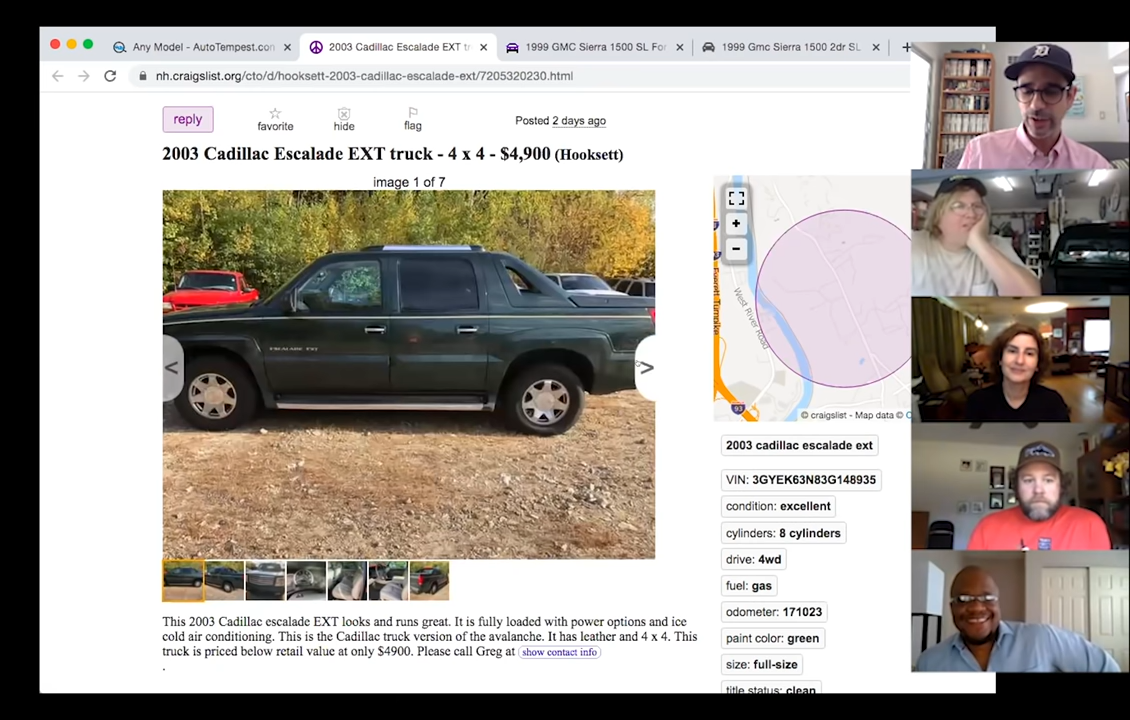 Any Model - AutoTempest.con
2003 Cadillac Escalade EXT tr
1999 GMC Sierra 1500 SL For
1999 Gmc Sierra 1500 2dr SL
nh.craigslist.org/cto/d/hooksett-2003-cadillac-escalade-ext/7205320230.html
reply
favorite
hide
flag
Posted 2 days ago
2003 Cadillac Escalade EXT truck - 4 x 4 - $4,900 (Hooksett)
image 1 of 7
ESCALADE EXT
<
>
+
−
Everett Turnpike
West River Road
93
© craigslist - Map data ©
2003 cadillac escalade ext
VIN: 3GYEK63N83G148935
condition: excellent
cylinders: 8 cylinders
drive: 4wd
fuel: gas
odometer: 171023
paint color: green
size: full-size
title status: clean
This 2003 Cadillac escalade EXT looks and runs great. It is fully loaded with power options and ice
cold air conditioning. This is the Cadillac truck version of the avalanche. It has leather and 4 x 4. This
truck is priced below retail value at only $4900. Please call Greg at show contact info
.